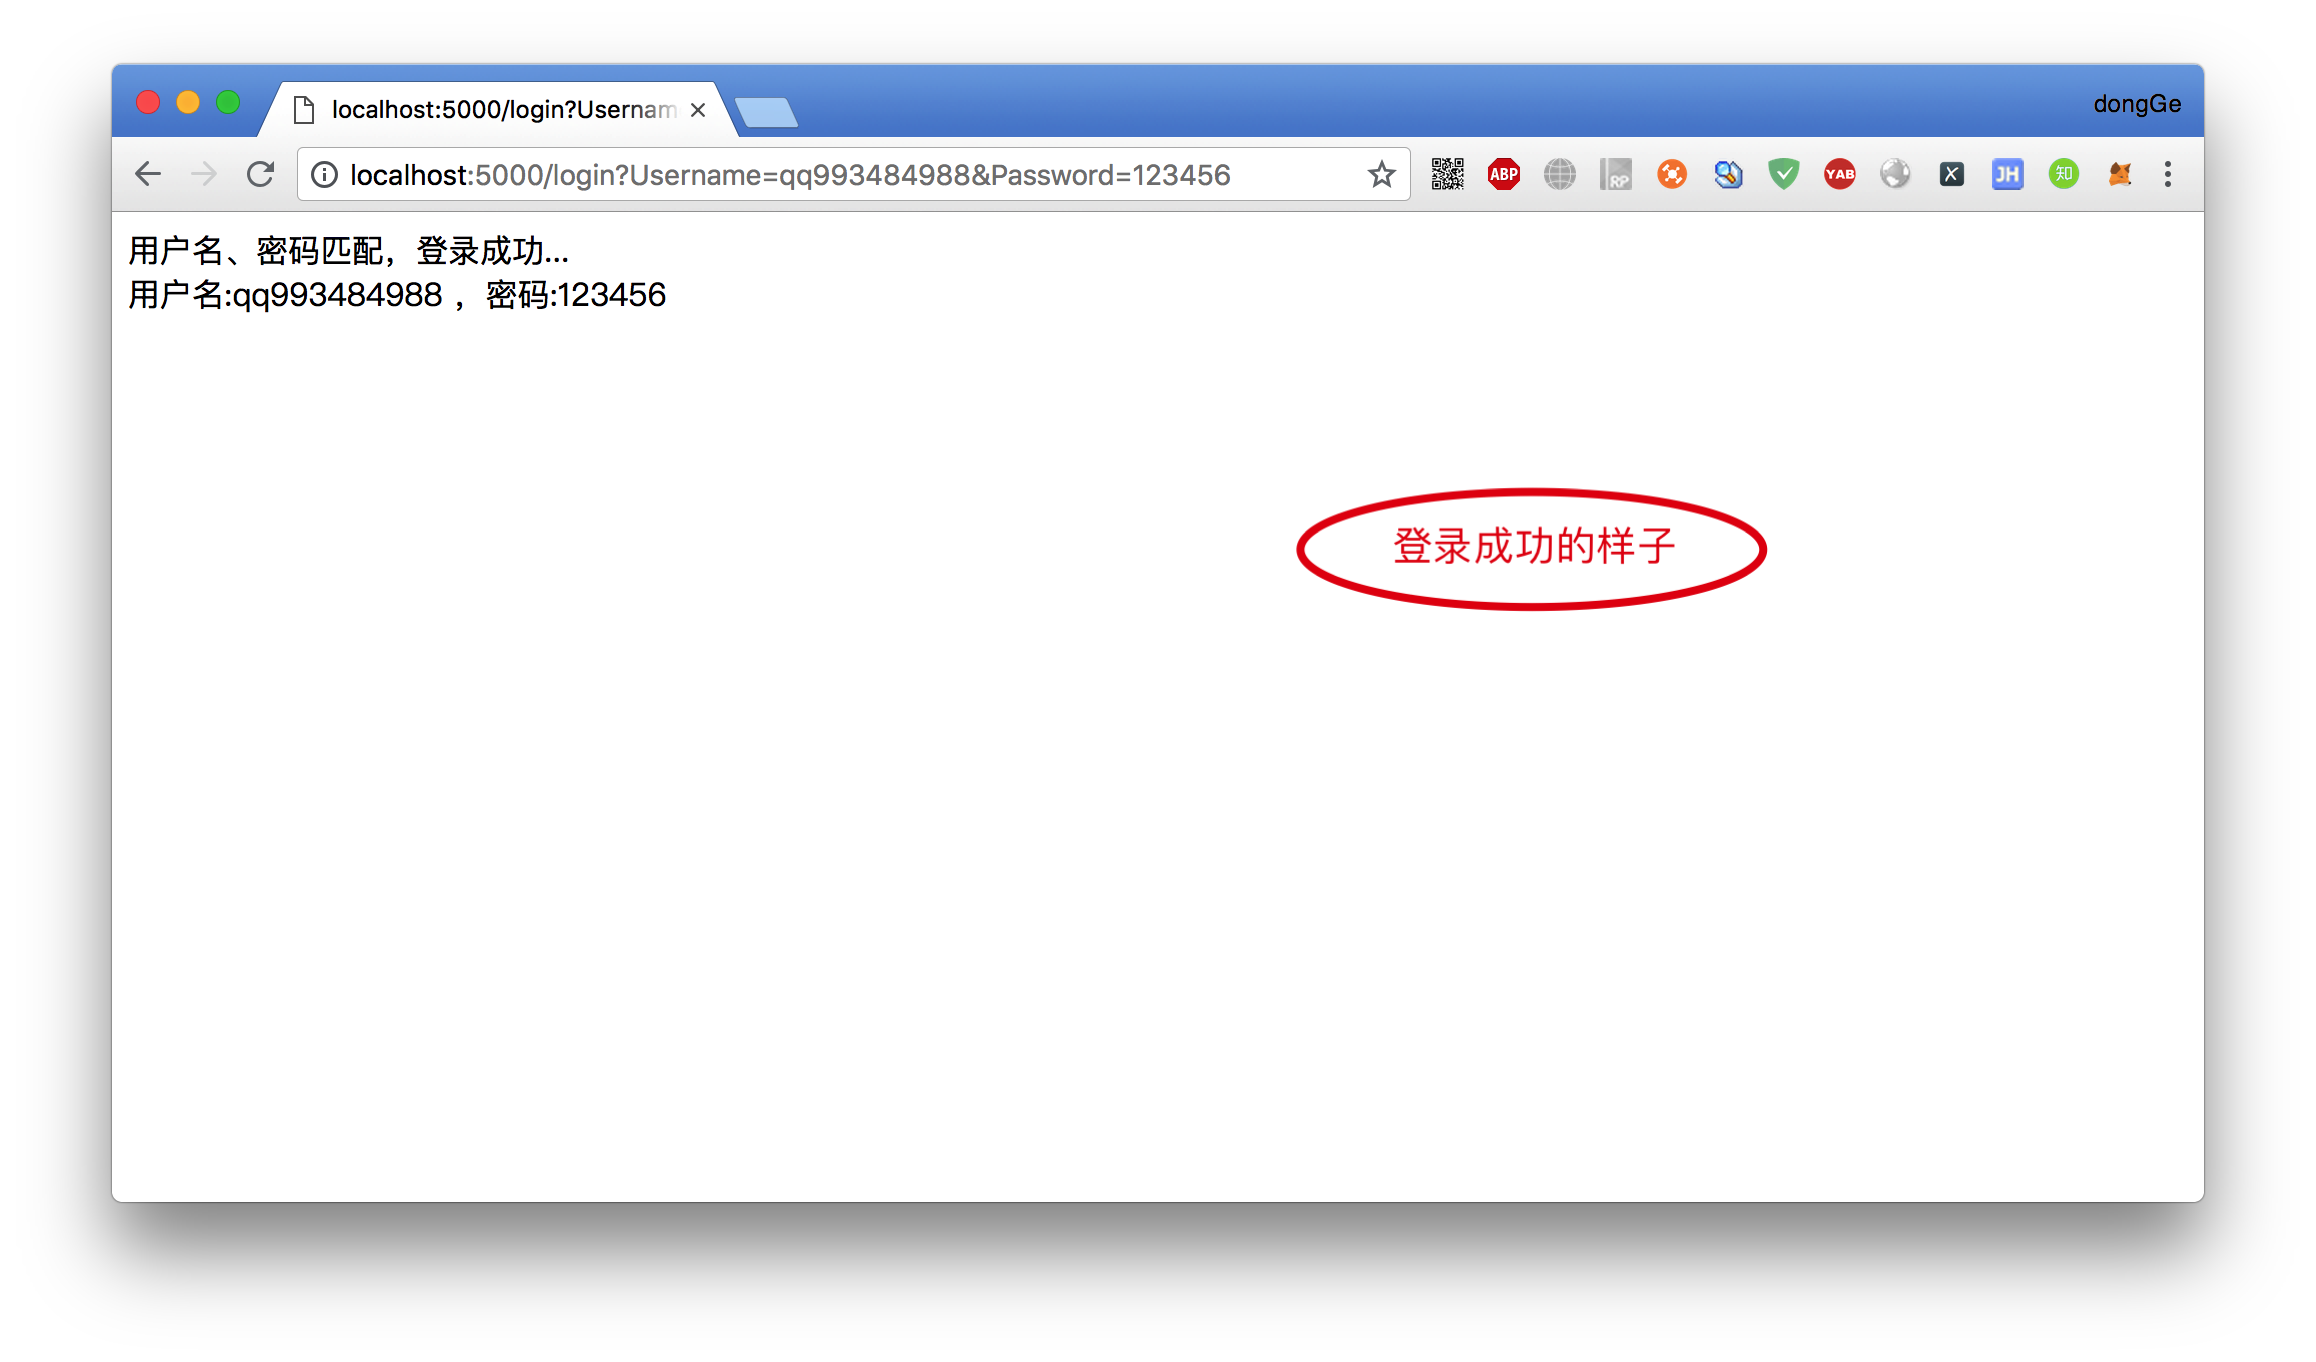 localhost:5000/login?Usernam
dongGe
localhost:5000/login?Username=qq993484988&Password=123456
RP
ABP
YAB
X
JH
知
用户名、密码匹配，登录成功...
用户名:qq993484988 ，密码:123456
登录成功的样子